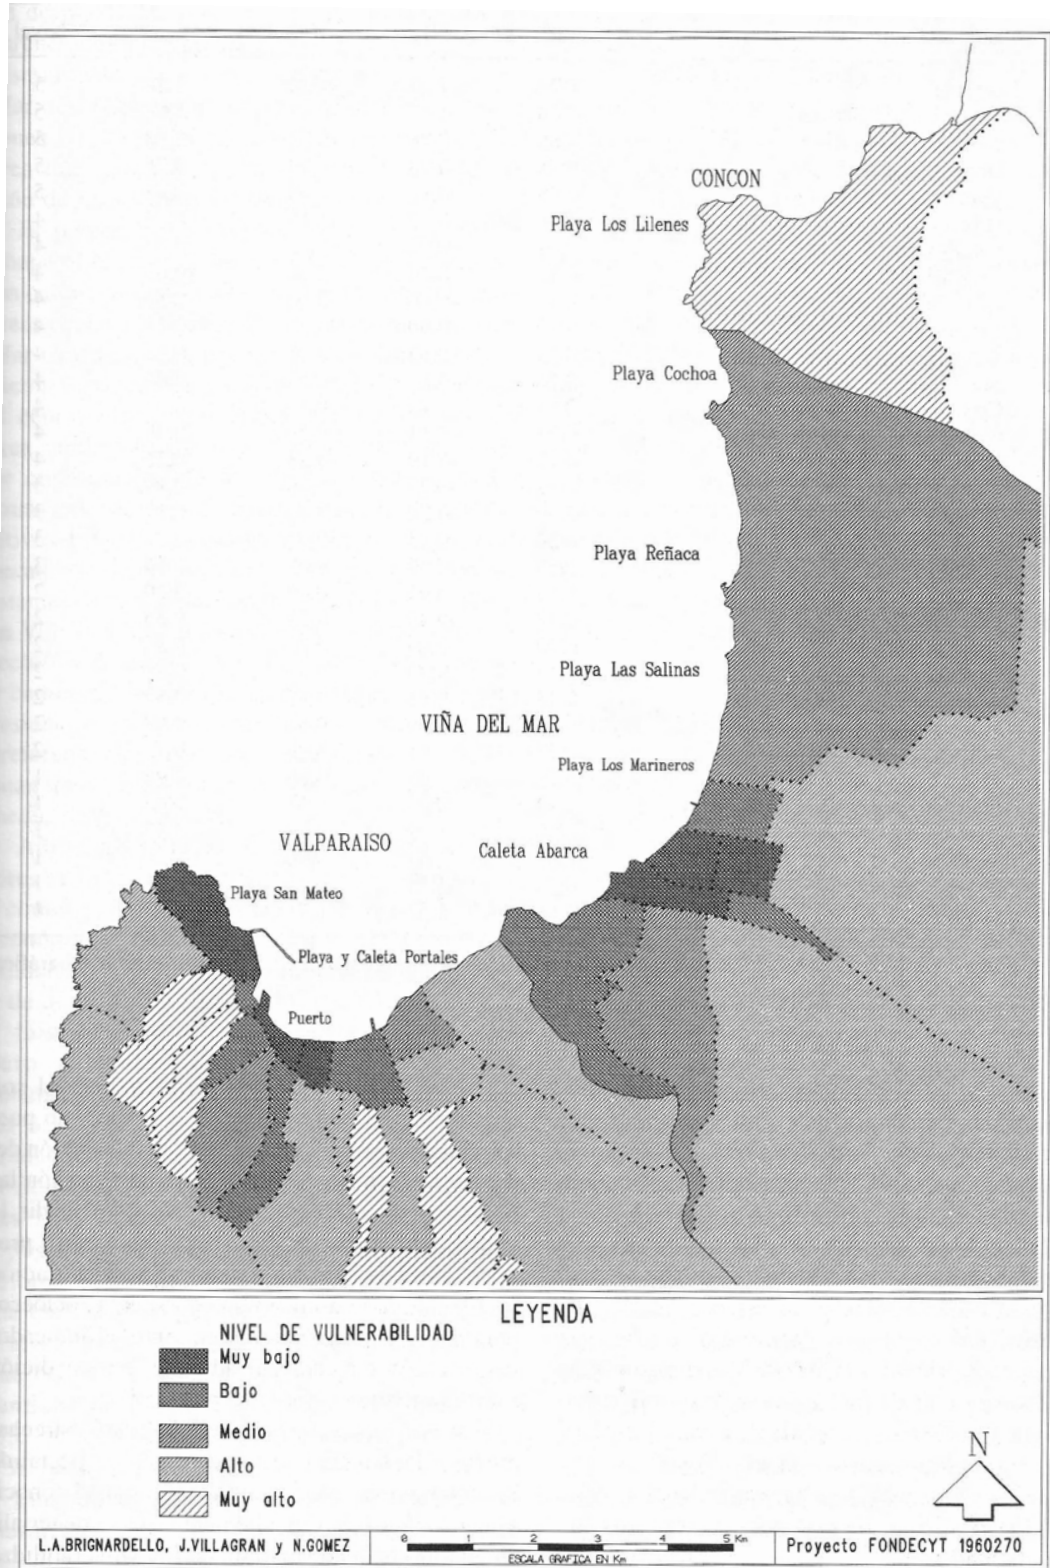 CONCON
Playa Los Lilenes
Playa Cochoa
Playa Reñaca
Playa Las Salinas
VIÑA DEL MAR
Playa Los Marineros
VALPARAISO
Caleta Abarca
Playa San Mateo
Playa y Caleta Portales
Puerto
LEYENDA
NIVEL DE VULNERABILIDAD
Muy bajo
Bajo
Medio
Alto
Muy alto
N
L.A.BRIGNARDELLO, J.VILLAGRAN y N.GOMEZ
0 1 2 3 4 5 Km
ESCALA GRAFICA EN Km
Proyecto FONDECYT 1960270